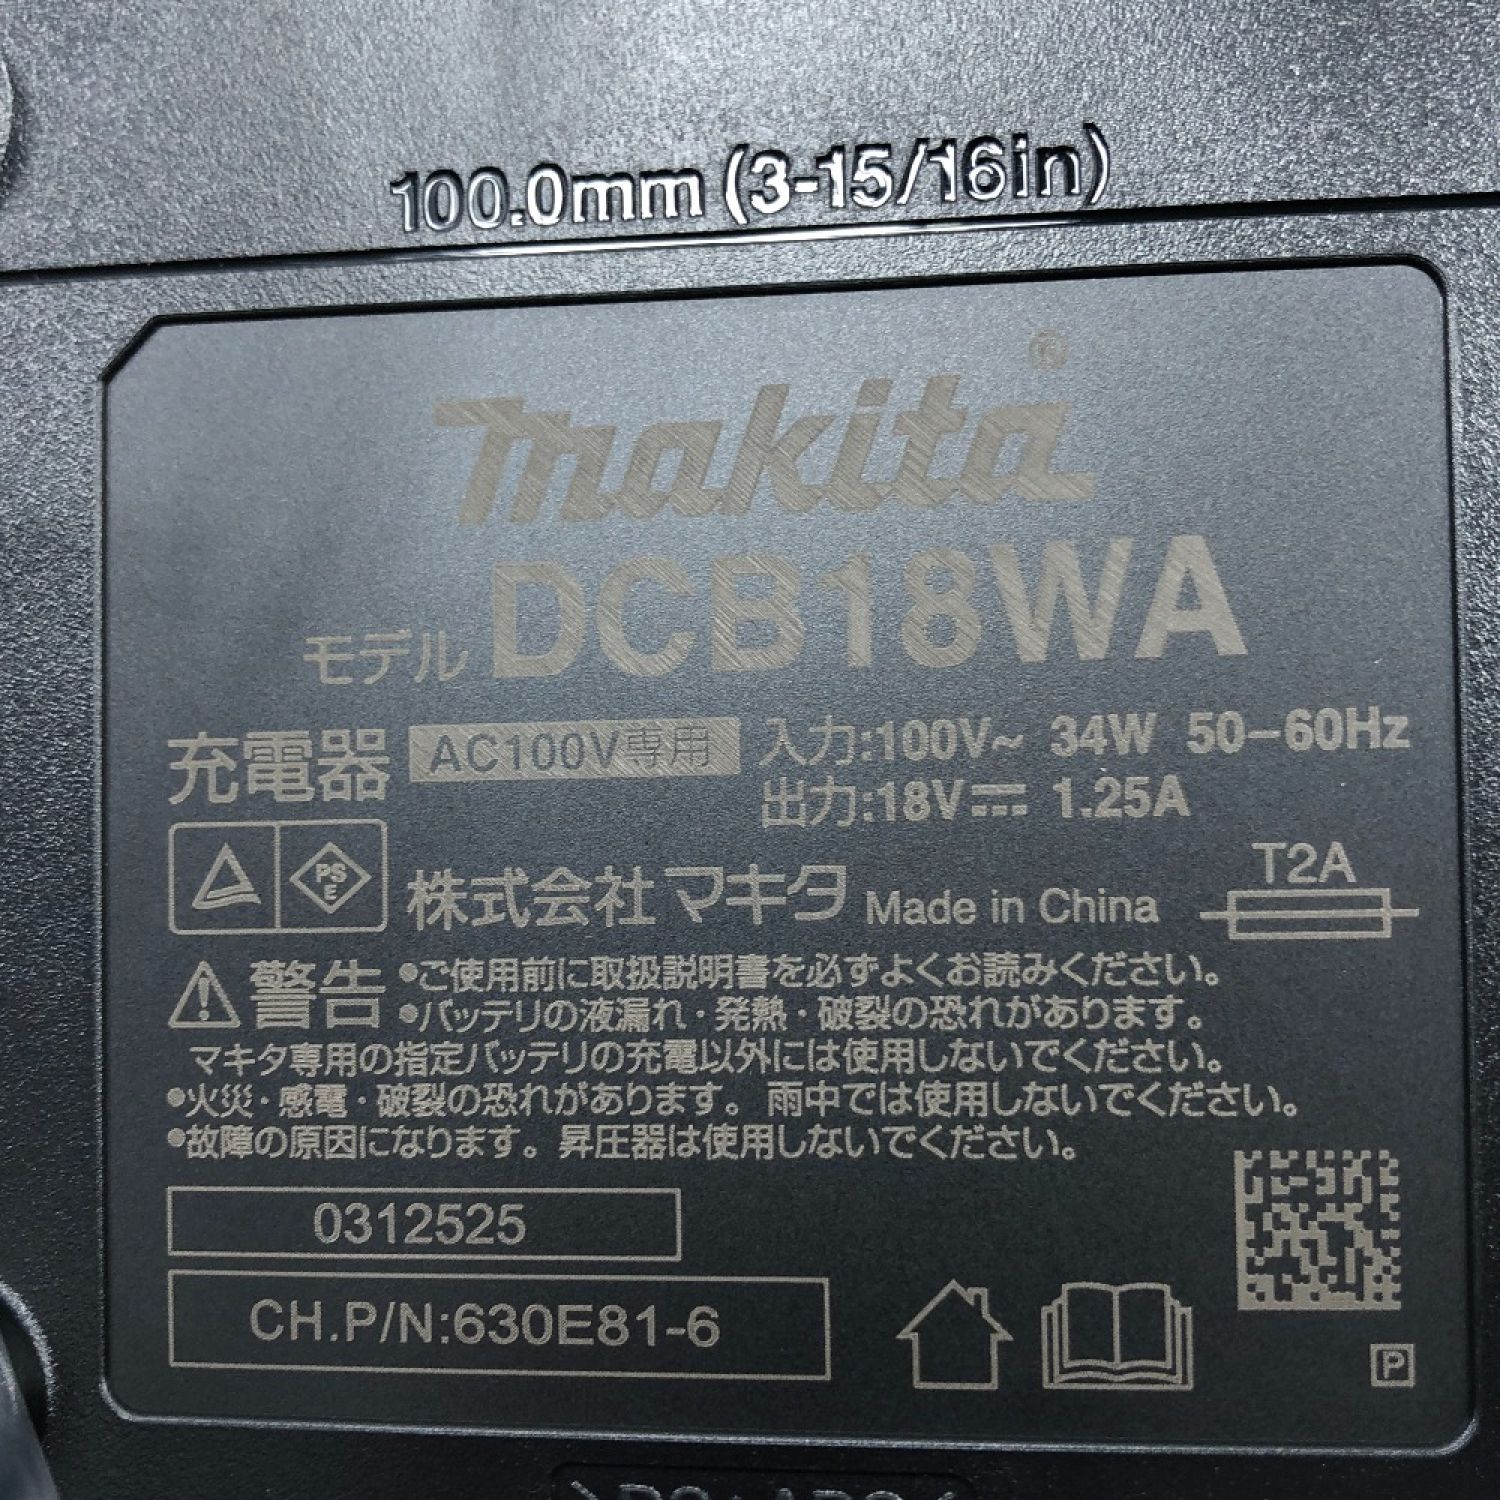 100.0mm (3-15/16in)
makita®
モデル DCB18WA
充電器 AC100V専用 入力:100V~ 34W 50-60Hz
出力:18V⎓ 1.25A
PS
E
株式会社マキタ Made in China
T2A
⚠警告 •ご使用前に取扱説明書を必ずよくお読みください。
•バッテリの液漏れ・発熱・破裂の恐れがあります。
マキタ専用の指定バッテリの充電以外には使用しないでください。
•火災・感電・破裂の恐れがあります。雨中では使用しないでください。
•故障の原因になります。昇圧器は使用しないでください。
0312525
CH.P/N:630E81-6
P